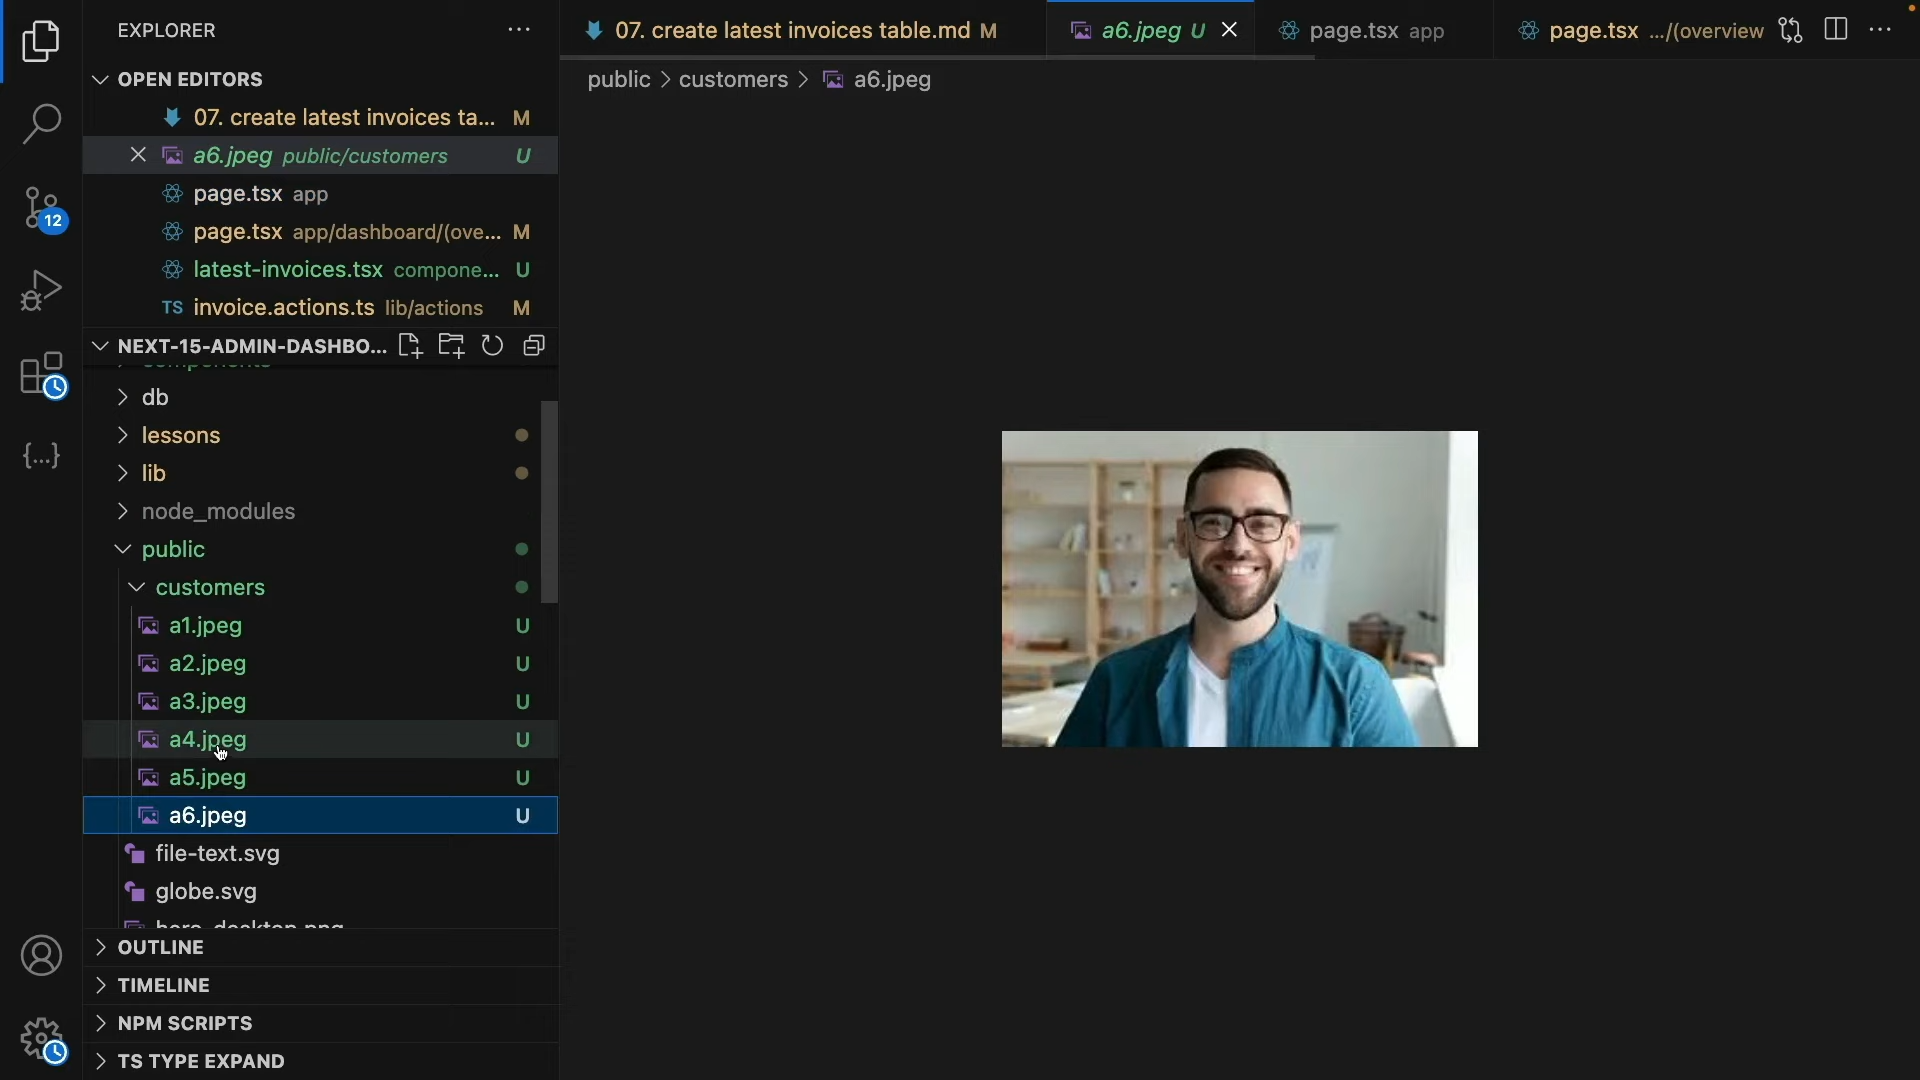 EXPLORER
OPEN EDITORS
07. create latest invoices ta... M
a6.jpeg public/customers U
page.tsx app
page.tsx app/dashboard/(ove... M
latest-invoices.tsx compone... U
TS invoice.actions.ts lib/actions M
NEXT-15-ADMIN-DASHBO...
components
db
lessons
lib
node_modules
public
customers
a1.jpeg U
a2.jpeg U
a3.jpeg U
a4.jpeg U
a5.jpeg U
a6.jpeg U
file-text.svg
globe.svg
hero-desktop.png
OUTLINE
TIMELINE
NPM SCRIPTS
TS TYPE EXPAND
12
{...}
07. create latest invoices table.md M
a6.jpeg U
page.tsx app
page.tsx .../(overview
public > customers > a6.jpeg